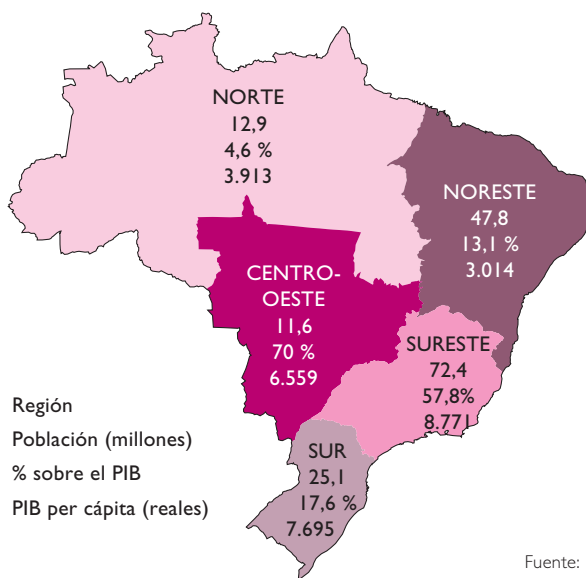 NORTE
12,9
4,6 %
3.913
NORESTE
47,8
13,1 %
3.014
CENTRO-
OESTE
11,6
70 %
6.559
SURESTE
72,4
57,8%
8.771
SUR
25,1
17,6 %
7.695
Región
Población (millones)
% sobre el PIB
PIB per cápita (reales)
Fuente: